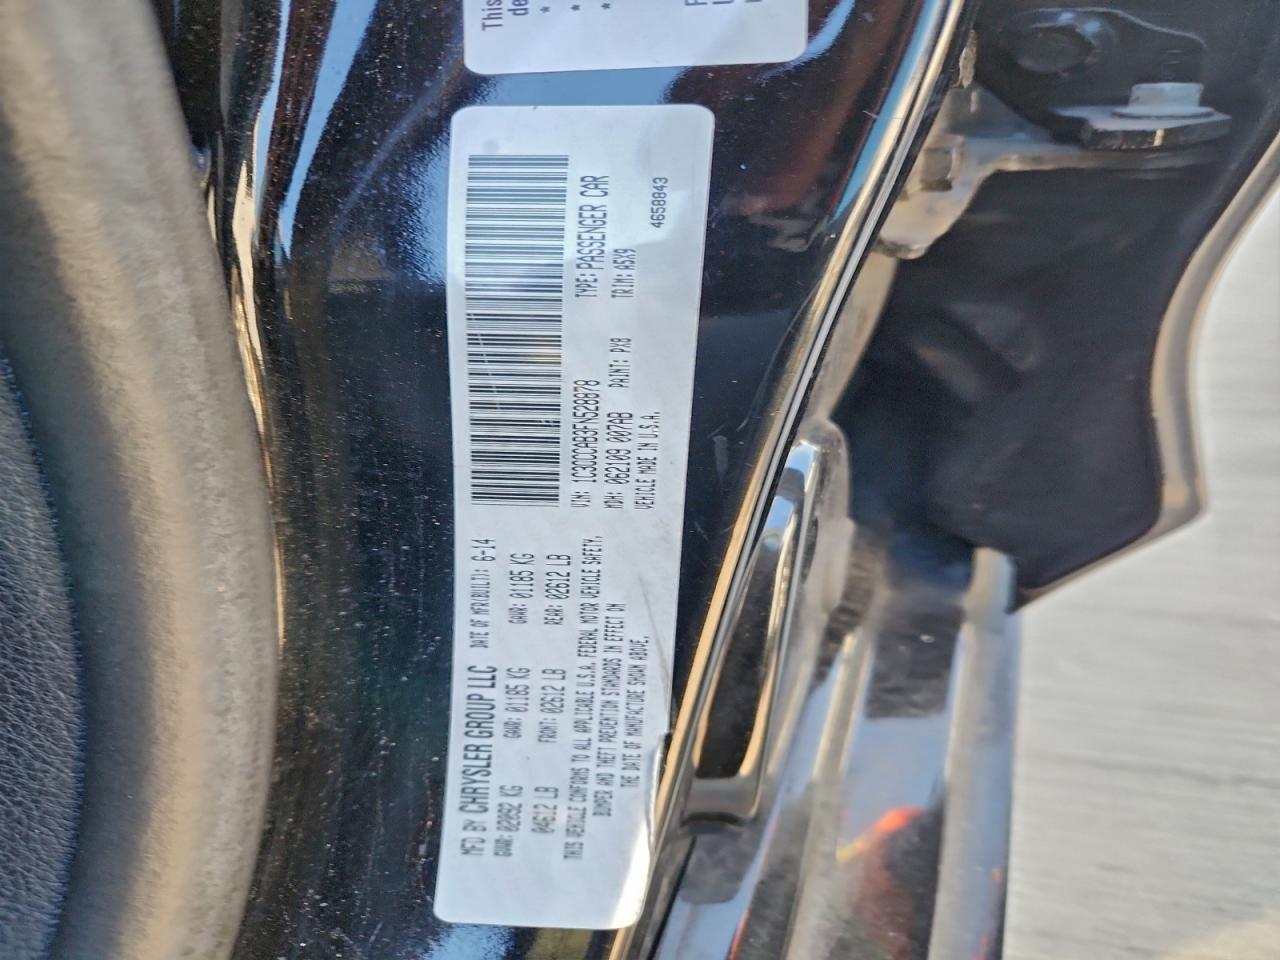 This
de
*
*
*
MFD BY CHRYSLER GROUP LLC DATE OF MFR(BUILT): 6-14
GVWR: 02092 KG GAWR: 01185 KG GAWR: 01185 KG
04612 LB FRONT: 02612 LB REAR: 02612 LB
THIS VEHICLE CONFORMS TO ALL APPLICABLE U.S.A. FEDERAL MOTOR VEHICLE SAFETY,
BUMPER AND THEFT PREVENTION STANDARDS IN EFFECT ON
THE DATE OF MANUFACTURE SHOWN ABOVE.
VIN: 1C3CCCAB3FN528878 TYPE: PASSENGER CAR
MDH: 062109 007AB PAINT: PX8 TRIM: A5X9
VEHICLE MADE IN U.S.A. 4658843